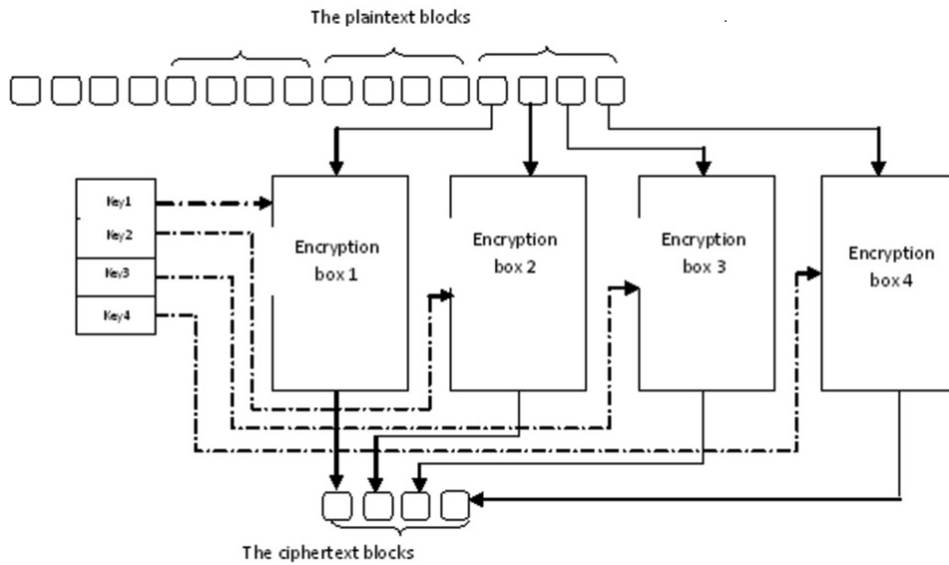 The plaintext blocks
Key1
Key2
Key3
Key4
Encryption
box 1
Encryption
box 2
Encryption
box 3
Encryption
box 4
The ciphertext blocks